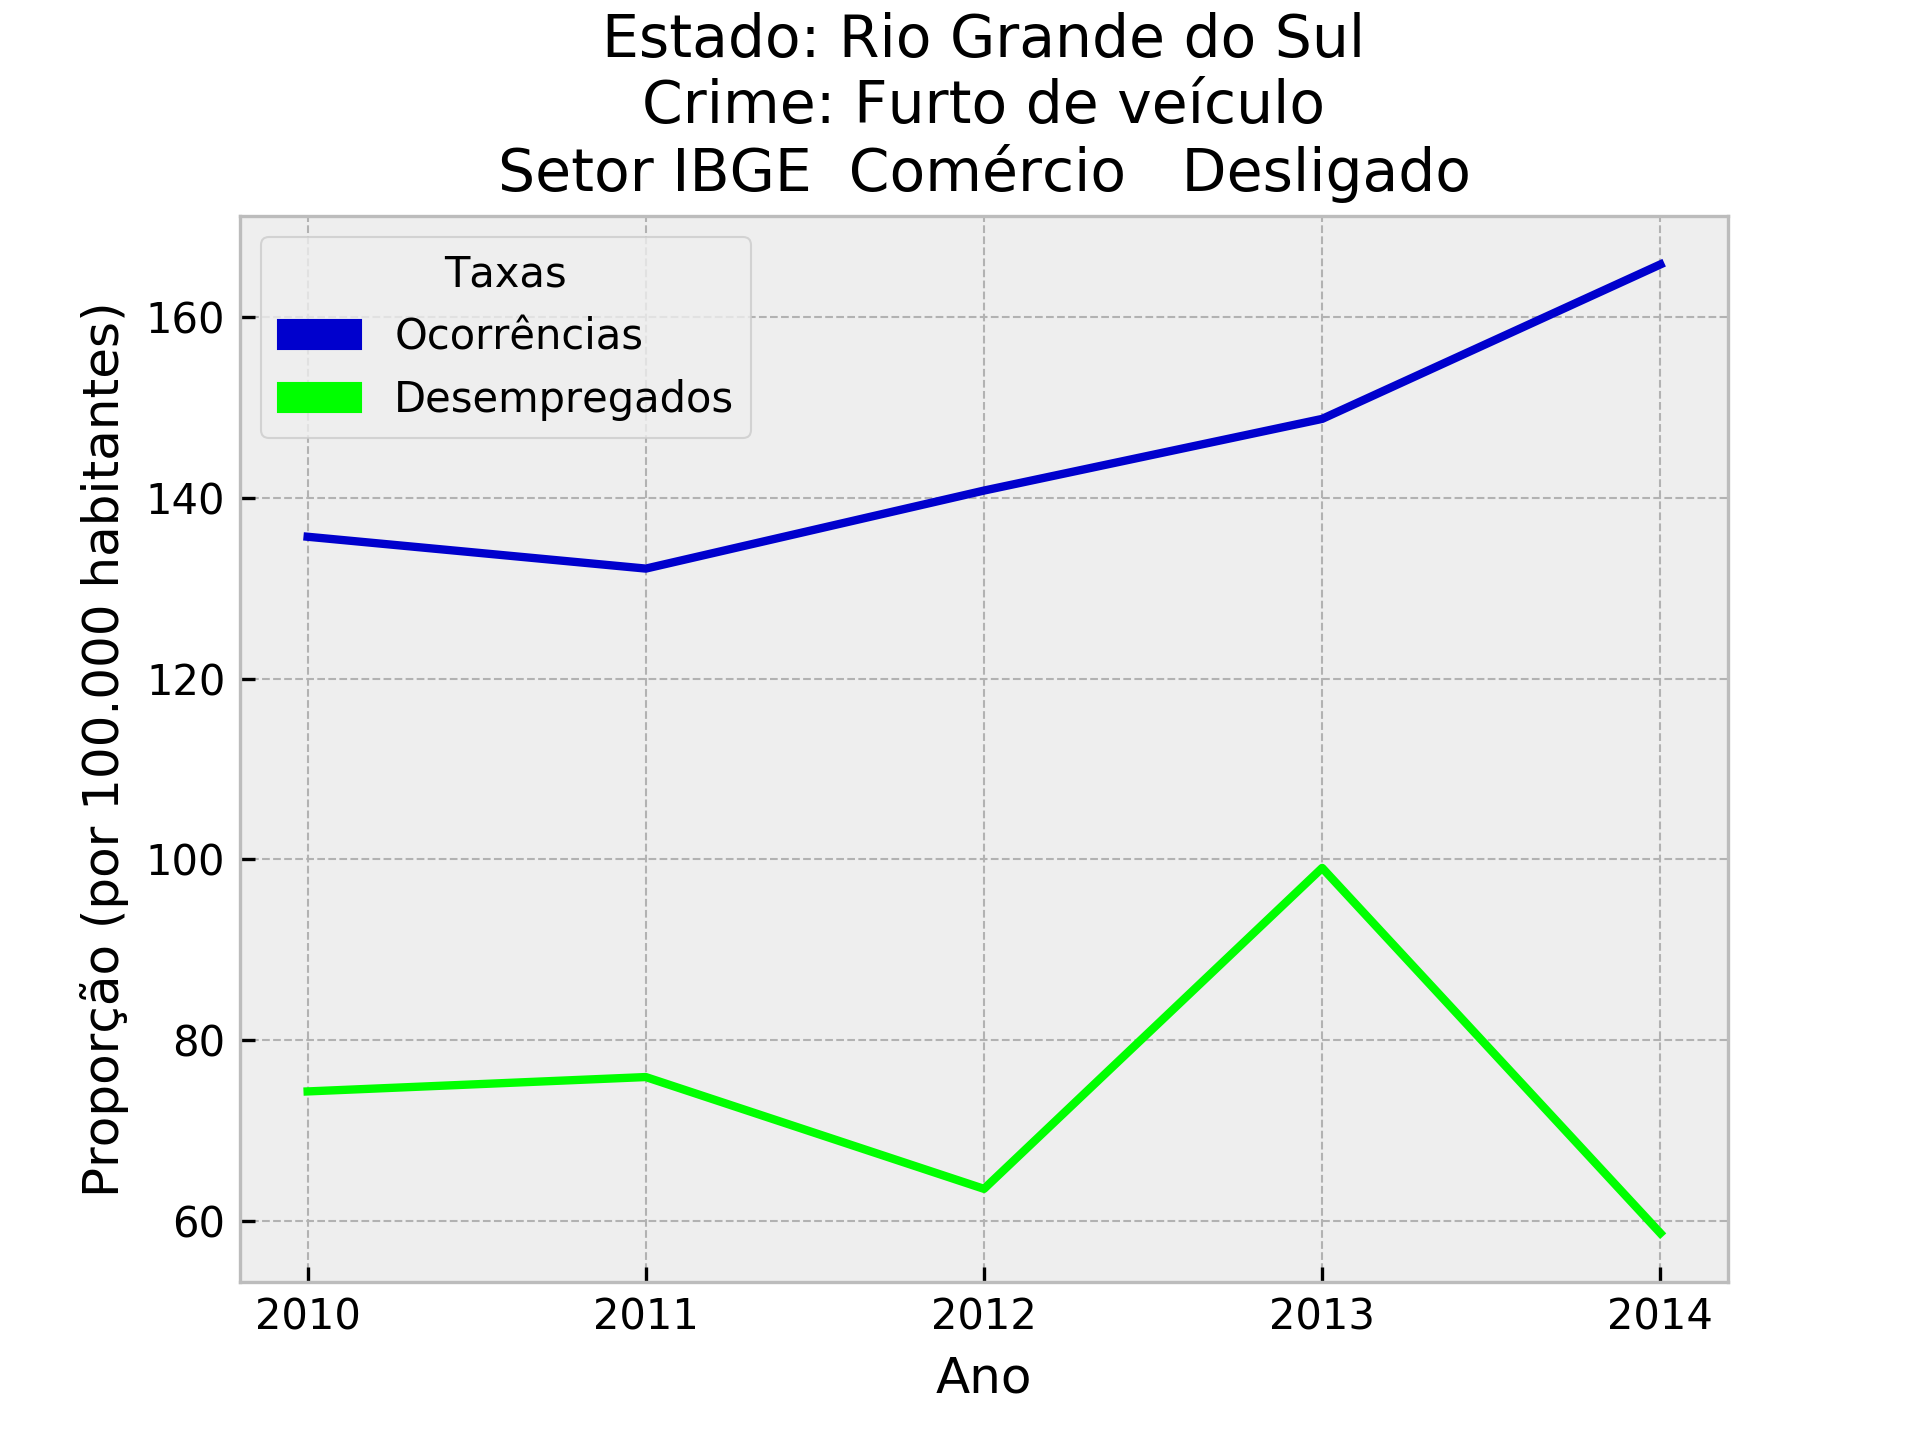 Estado: Rio Grande do Sul
Crime: Furto de veículo
Setor IBGE  Comércio   Desligado
Taxas
Ocorrências
Desempregados
Proporção (por 100.000 habitantes)
160
140
120
100
80
60
2010 2011 2012 2013 2014
Ano